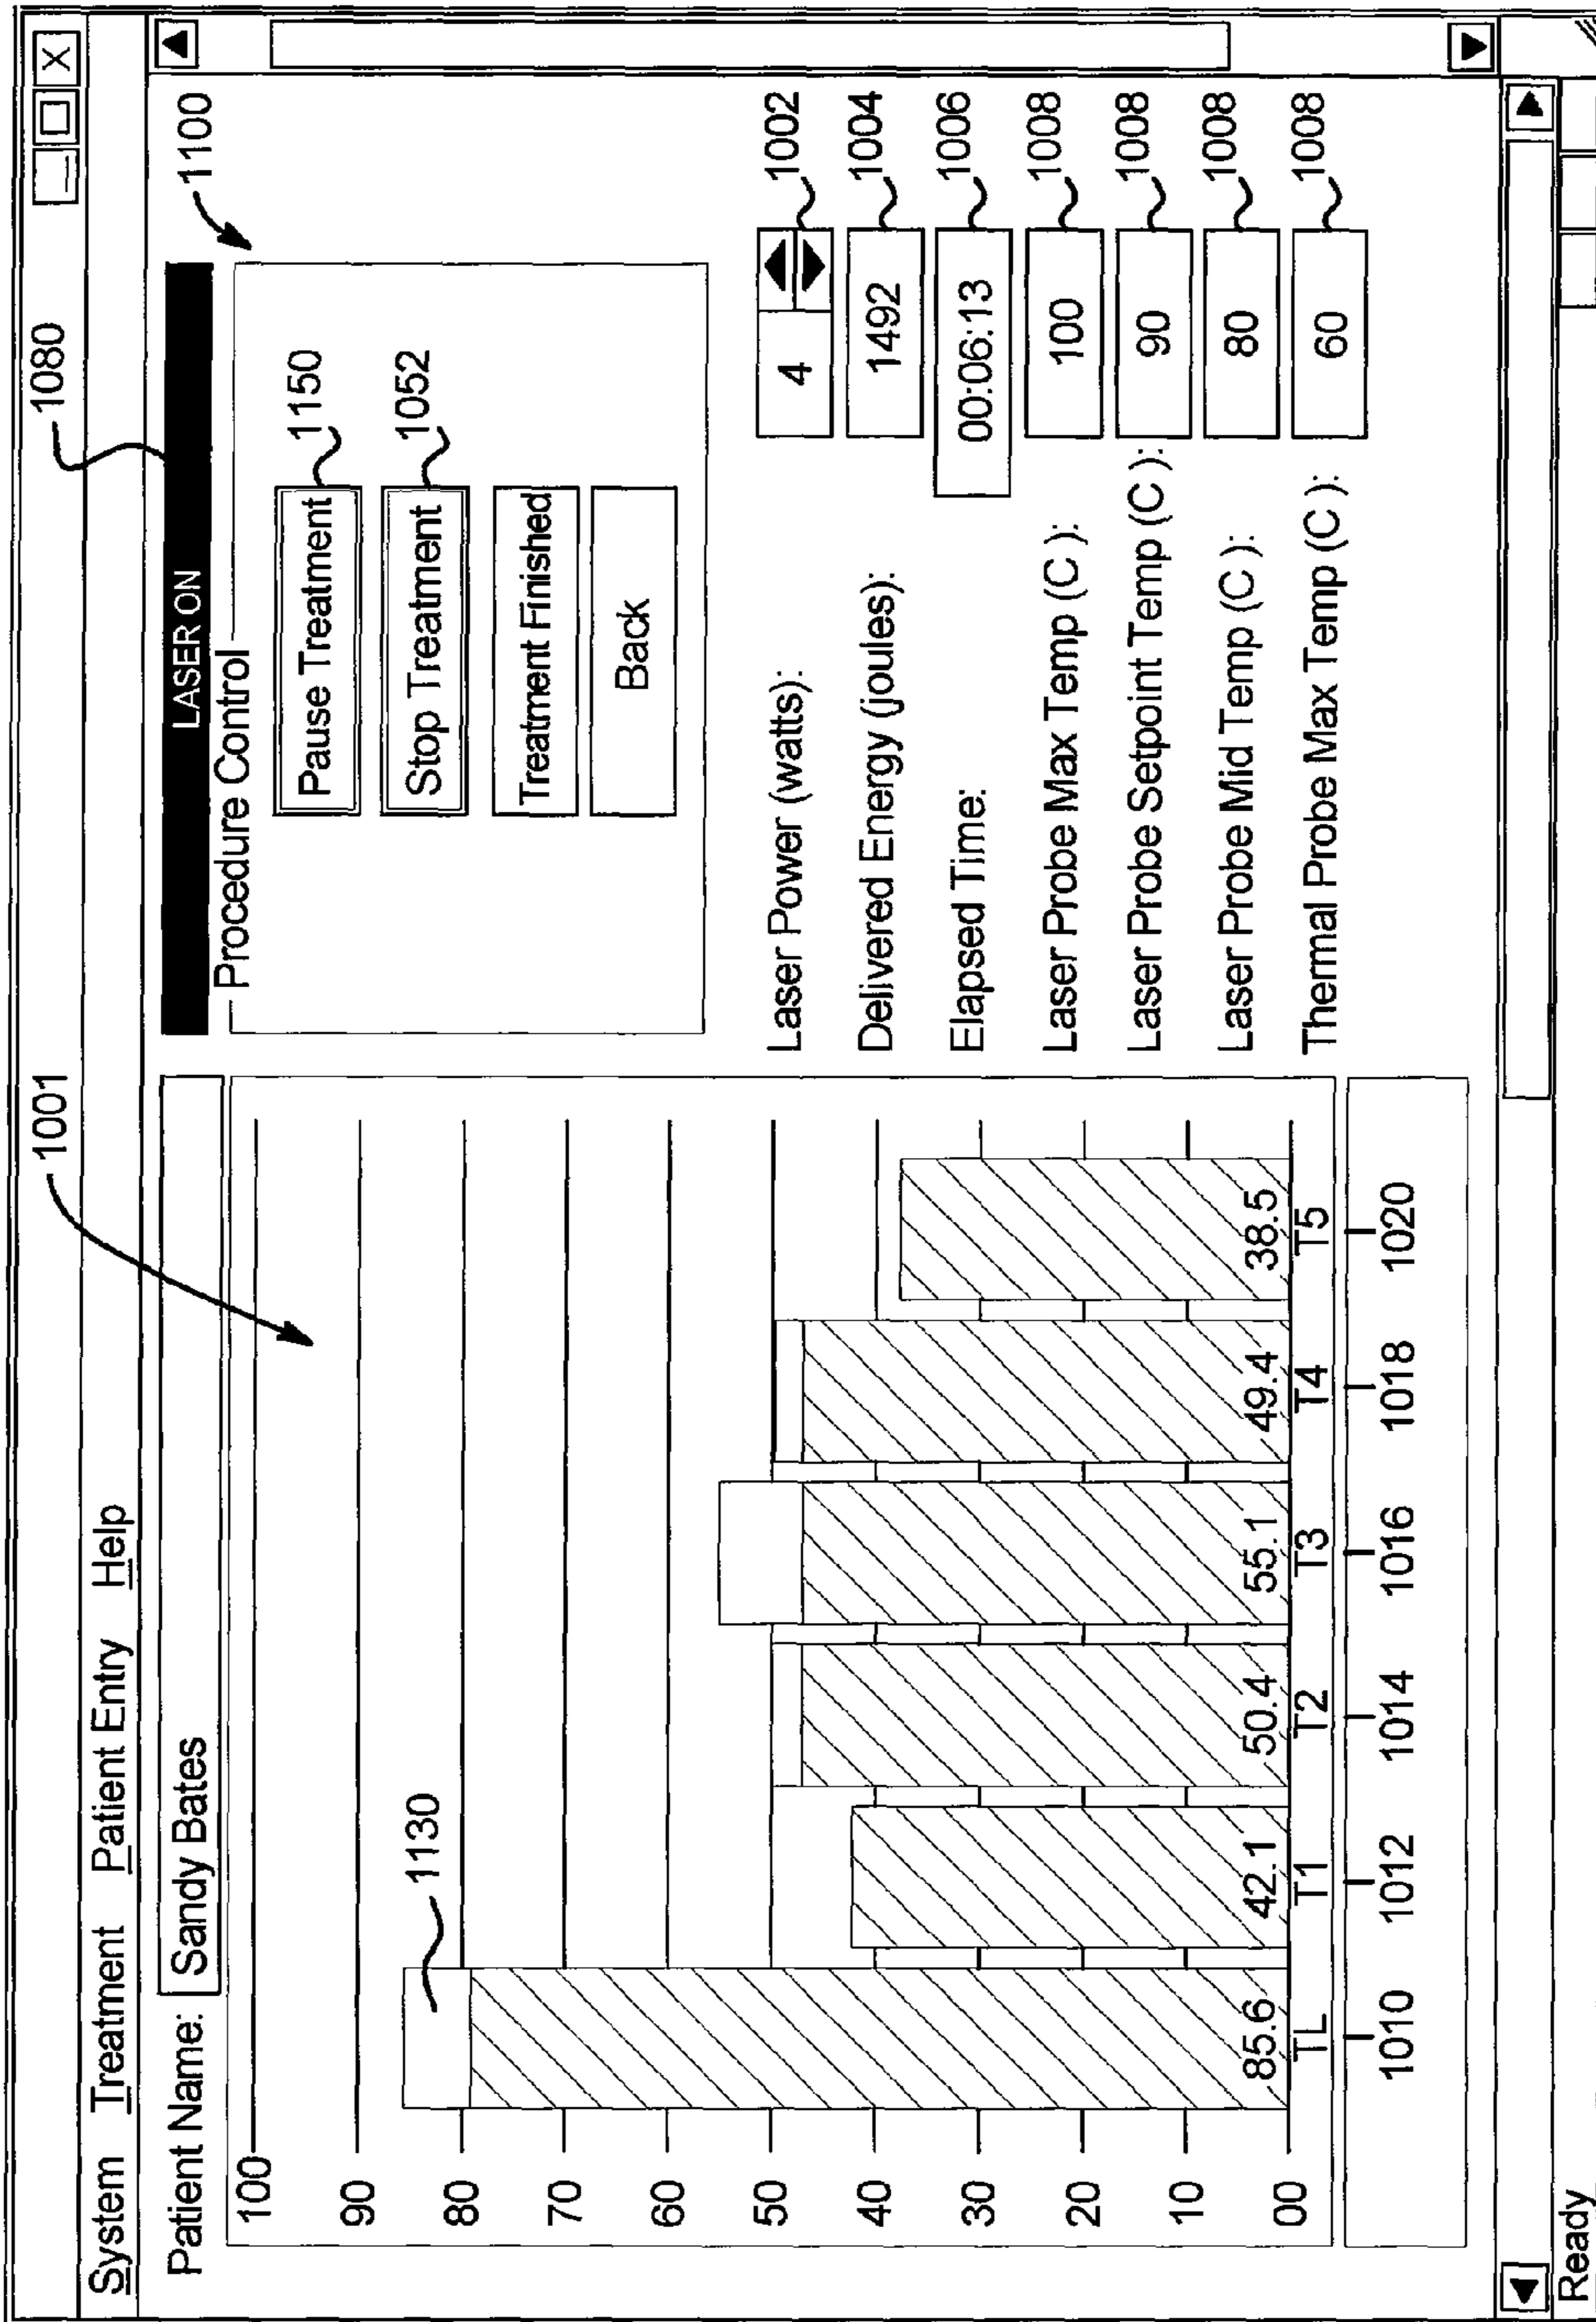 1001
1080
System Treatment Patient Entry Help
Patient Name: Sandy Bates
LASER ON
1100
Procedure Control
Pause Treatment 1150
Stop Treatment 1052
Treatment Finished
Back
100
90
80
70
60
50
40
30
20
10
00
1130
85.6 42.1 50.4 55.1 49.4 38.5
TL T1 T2 T3 T4 T5
1010 1012 1014 1016 1018 1020
Laser Power (watts): 4 1002
Delivered Energy (joules): 1492 1004
Elapsed Time: 00:06:13 1006
Laser Probe Max Temp (C ): 100 1008
Laser Probe Setpoint Temp (C ): 90 1008
Laser Probe Mid Temp (C ): 80 1008
Thermal Probe Max Temp (C ): 60 1008
Ready